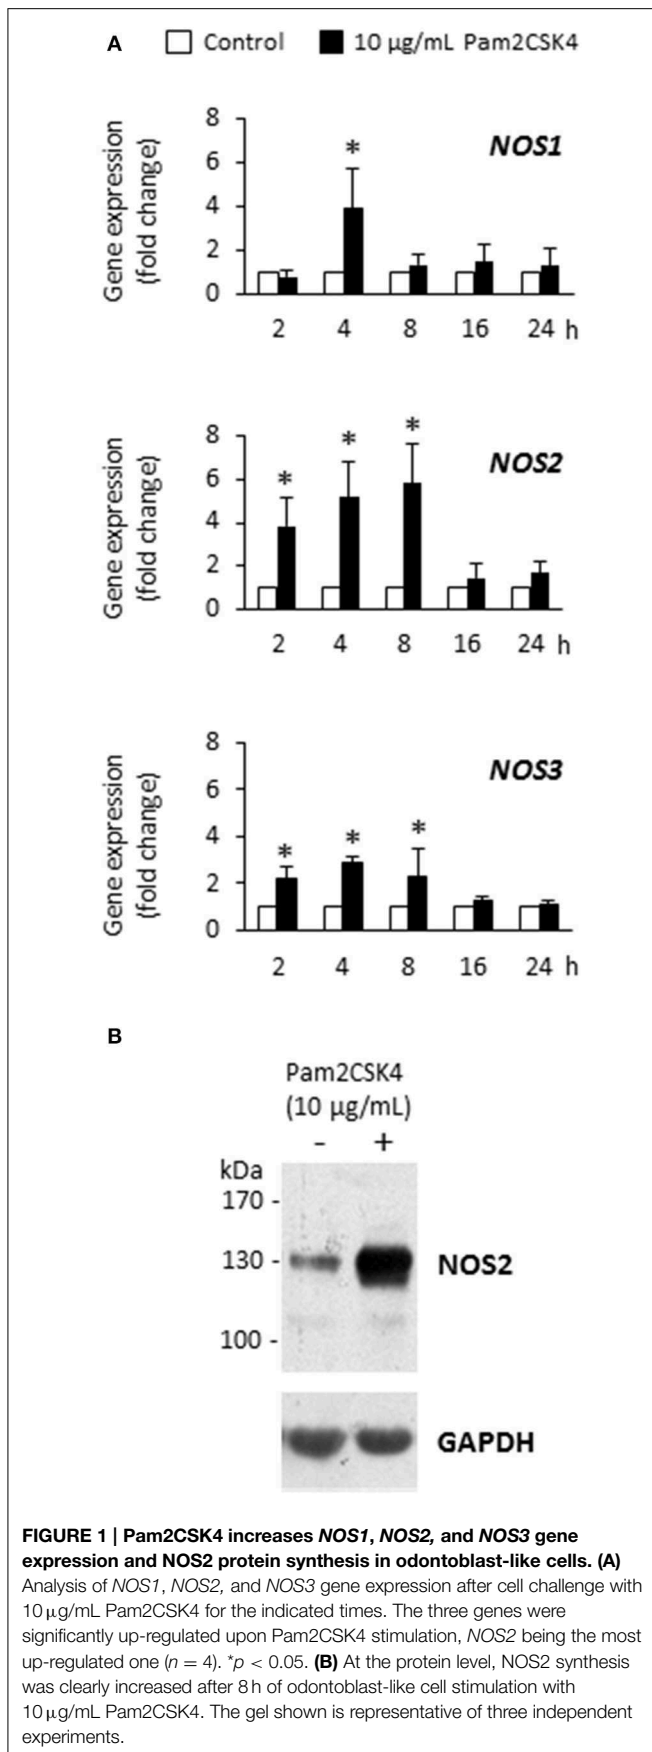 A
Control
10 µg/mL Pam2CSK4
Gene expression
(fold change)
8
6
4
2
0
*
NOS1
2 4 8 16 24 h
Gene expression
(fold change)
8
6
4
2
0
* * *
NOS2
2 4 8 16 24 h
Gene expression
(fold change)
8
6
4
2
0
* * *
NOS3
2 4 8 16 24 h
B
Pam2CSK4
(10 µg/mL)
- +
kDa
170 -
130 -
100 -
NOS2
GAPDH
FIGURE 1 | Pam2CSK4 increases NOS1, NOS2, and NOS3 gene
expression and NOS2 protein synthesis in odontoblast-like cells. (A)
Analysis of NOS1, NOS2, and NOS3 gene expression after cell challenge with
10 µg/mL Pam2CSK4 for the indicated times. The three genes were
significantly up-regulated upon Pam2CSK4 stimulation, NOS2 being the most
up-regulated one (n = 4). *p < 0.05. (B) At the protein level, NOS2 synthesis
was clearly increased after 8 h of odontoblast-like cell stimulation with
10 µg/mL Pam2CSK4. The gel shown is representative of three independent
experiments.